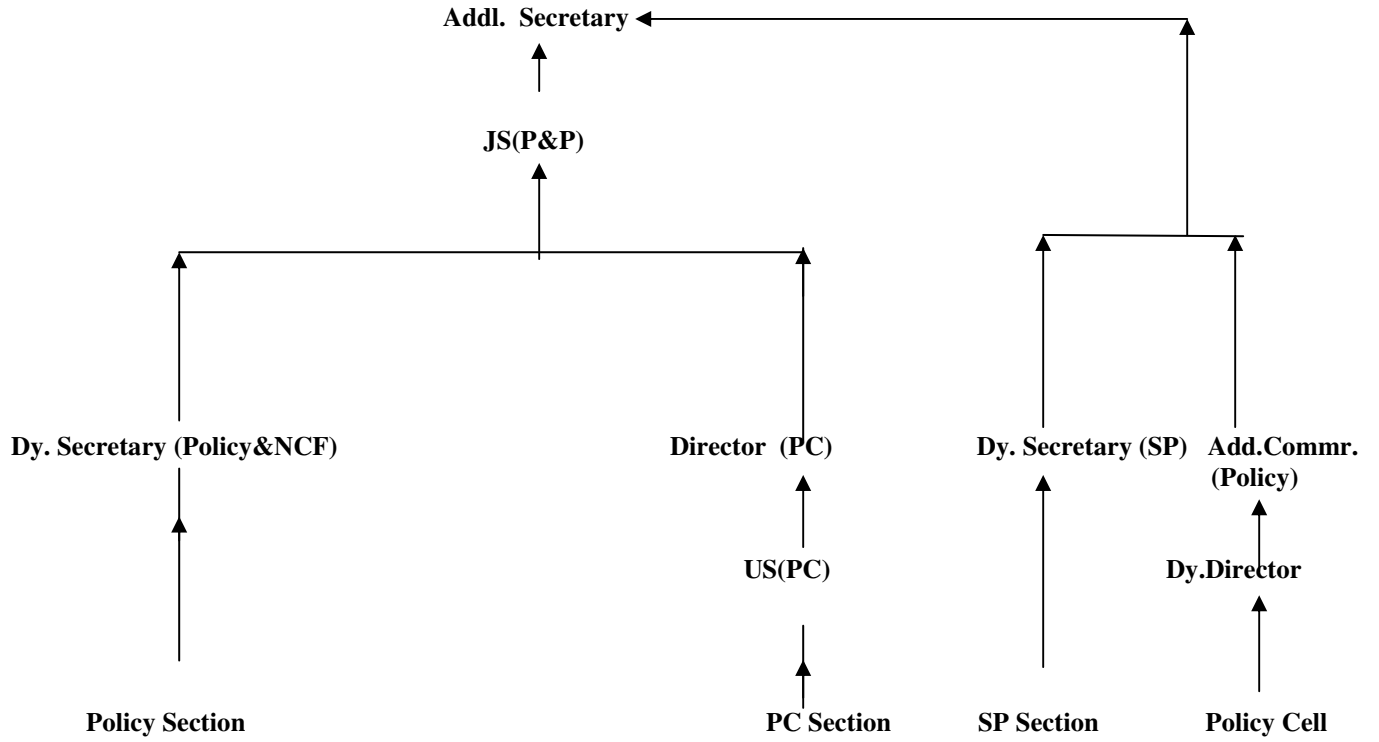 Addl. Secretary
JS(P&P)
Dy. Secretary (Policy&NCF)
Director (PC)
Dy. Secretary (SP)
Add.Commr.
(Policy)
US(PC)
Dy.Director
Policy Section
PC Section
SP Section
Policy Cell